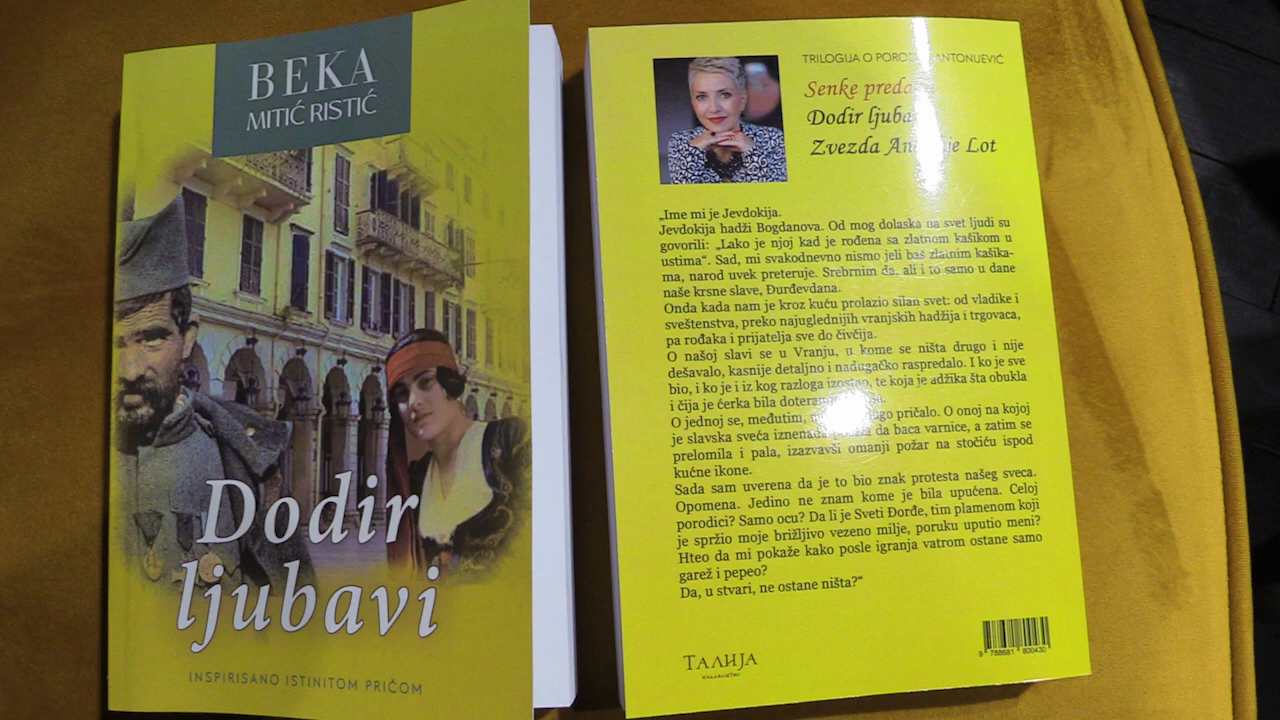 BEKA
MITIĆ RISTIĆ
Dodir
ljubavi
INSPIRISANO ISTINITOM PRIČOM
TRILOGIJA O ANTONIJEVIĆ
Senke
Dodir
Zvezda Lot
„Ime mi je Jevdokija.
Jevdokija hadži Bogdanova. Od mog dolaska na svet ljudi su
govorili: „Lako je njoj kad je rođena sa zlatnom kašikom u
ustima“. Sad, mi svakodnevno nismo jeli baš zlatnim kašika-
ma, narod uvek preteruje. Srebrnim da, ali i to samo u dane
naše krsne slave, Đurđevdana.
Onda kada nam je kroz kuću prolazio silan svet: od vladike i
sveštenstva, preko najuglednijih vranjskih hadžija i trgovaca,
pa rođaka i prijatelja sve do čivčija.
O našoj slavi se u Vranju, u kome se ništa drugo i nije
dešavalo, kasnije detaljno i nadugačko raspredalo. I ko je sve
bio, i ko je i iz kog razloga izostao, te koja je adžika šta obukla
i čija je ćerka bila
O jednoj se, međutim, pričalo. O onoj na kojoj
je slavska sveća iznenada da baca varnice, a zatim se
prelomila i pala, izazvavši omanji požar na stočiću ispod
kućne ikone.
Sada sam uverena da je to bio znak protesta našeg sveca.
Opomena. Jedino ne znam kome je bila upućena. Celoj
porodici? Samo ocu? Da li je Sveti Đorđe, tim plamenom koji
je spržio moje brižljivo vezeno milje, poruku uputio meni?
Hteo da mi pokaže kako posle igranja vatrom ostane samo
garež i pepeo?
Da, u stvari, ne ostane ništa?“
ТАЛИЈА
ИЗДАВАШТВО
9 788681 800430